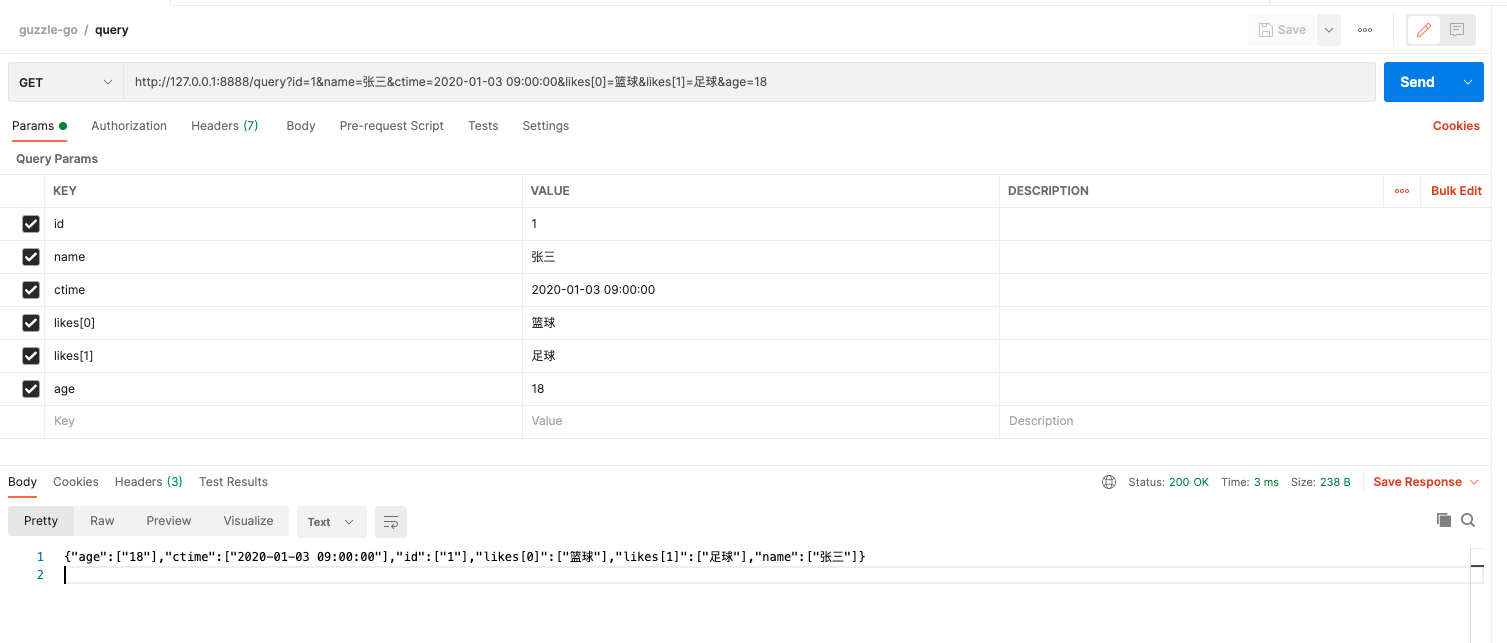 guzzle-go / query
Save
GET
http://127.0.0.1:8888/query?id=1&name=张三&ctime=2020-01-03 09:00:00&likes[0]=篮球&likes[1]=足球&age=18
Send
Params Authorization Headers (7) Body Pre-request Script Tests Settings Cookies
Query Params
KEY VALUE DESCRIPTION Bulk Edit
id 1
name 张三
ctime 2020-01-03 09:00:00
likes[0] 篮球
likes[1] 足球
age 18
Key Value Description
Body Cookies Headers (3) Test Results Status: 200 OK Time: 3 ms Size: 238 B Save Response
Pretty Raw Preview Visualize Text
1 {"age":["18"],"ctime":["2020-01-03 09:00:00"],"id":["1"],"likes[0]":["篮球"],"likes[1]":["足球"],"name":["张三"]}
2